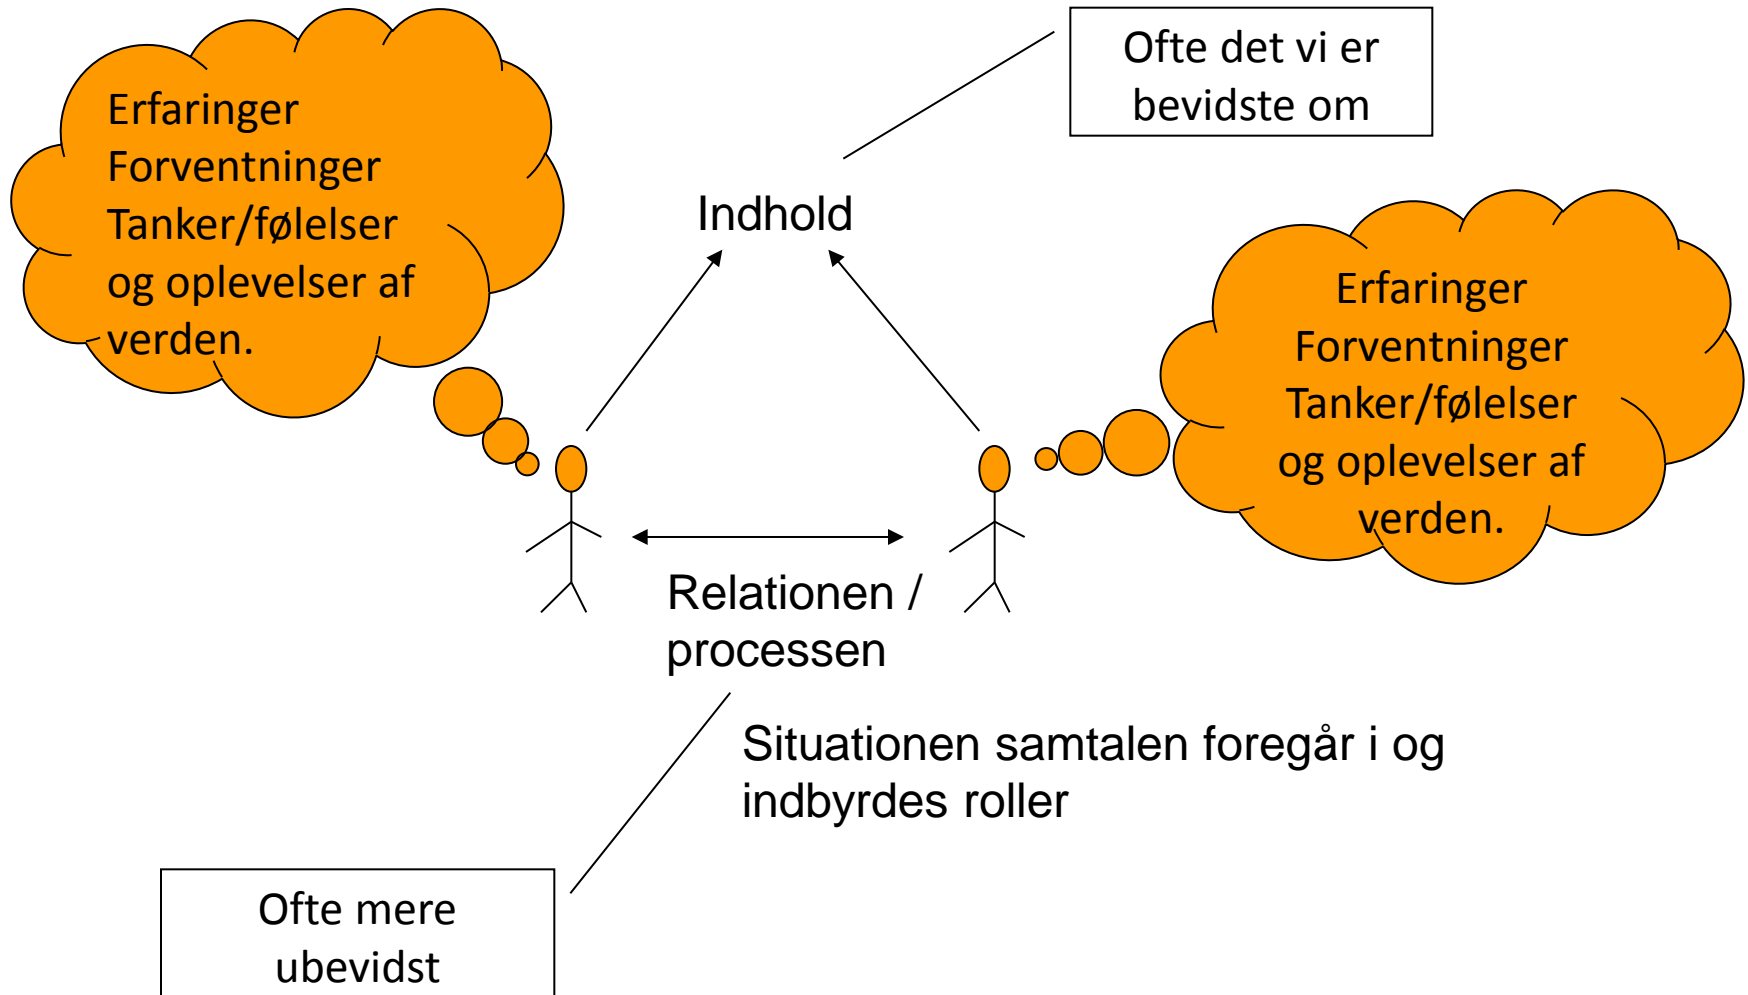 Ofte det vi er
bevidste om
Erfaringer
Forventninger
Tanker/følelser
og oplevelser af
verden.
Indhold
Erfaringer
Forventninger
Tanker/følelser
og oplevelser af
verden.
Relationen /
processen
Situationen samtalen foregår i og
indbyrdes roller
Ofte mere
ubevidst